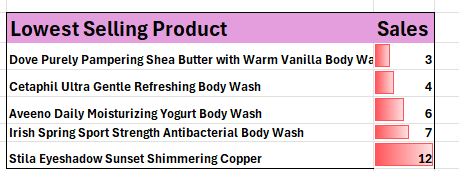 Lowest Selling Product Sales
Dove Purely Pampering Shea Butter with Warm Vanilla Body Wa 3
Cetaphil Ultra Gentle Refreshing Body Wash 4
Aveeno Daily Moisturizing Yogurt Body Wash 6
Irish Spring Sport Strength Antibacterial Body Wash 7
Stila Eyeshadow Sunset Shimmering Copper 12